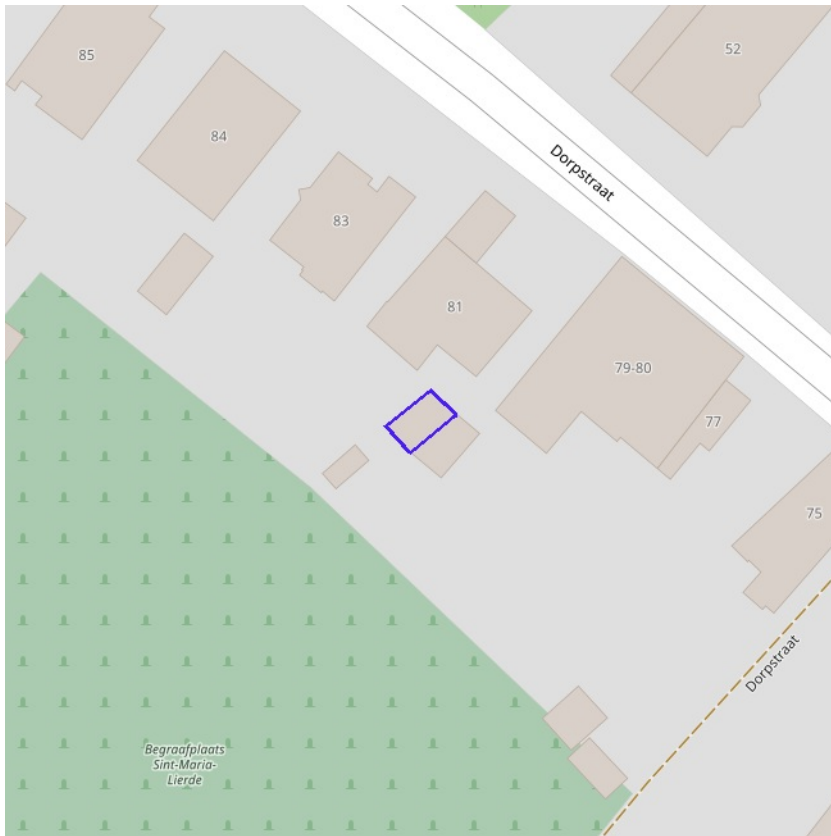 85
52
84
Dorpstraat
83
81
79-80
77
75
Dorpstraat
Begraafplaats
Sint-Maria-
Lierde